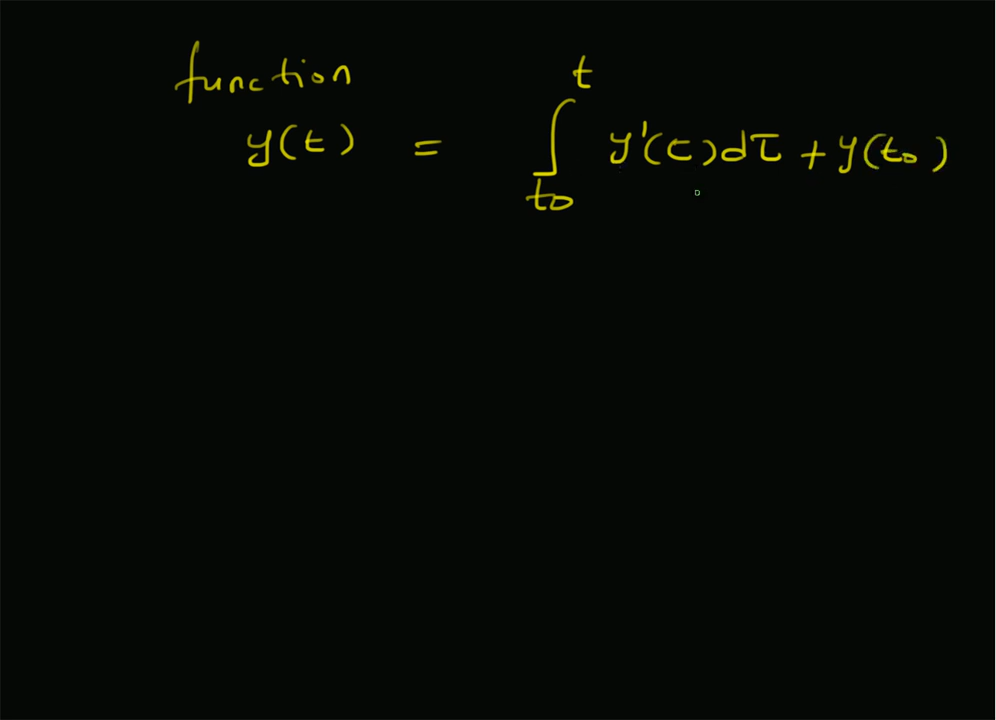 function
y(t) = ∫_{t0}^{t} y'(τ)dτ + y(t0)